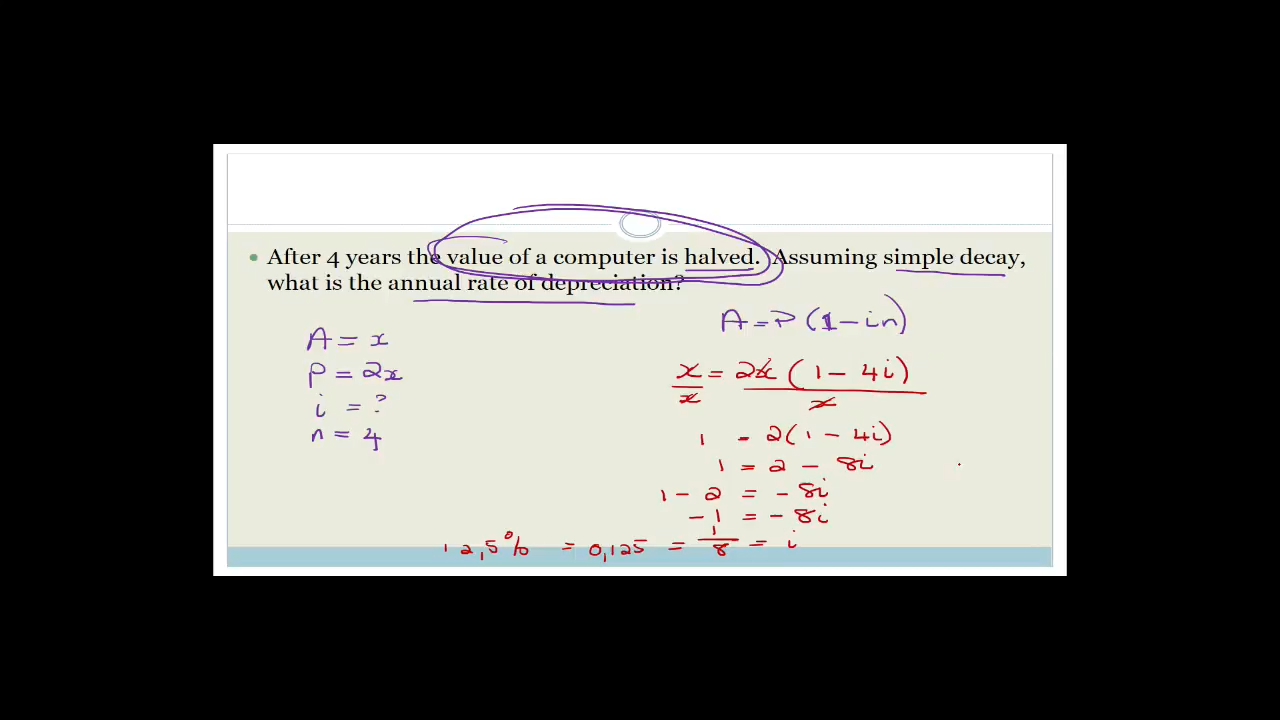 After 4 years the value of a computer is halved. Assuming simple decay,
what is the annual rate of depreciation?
A = x
P = 2x
i = ?
n = 4
A = P (1 - in)
x = 2x (1 - 4i)
x x
1 = 2(1 - 4i)
1 = 2 - 8i
1 - 2 = - 8i
- 1 = - 8i
12,5% = 0,125 = 1/8 = i